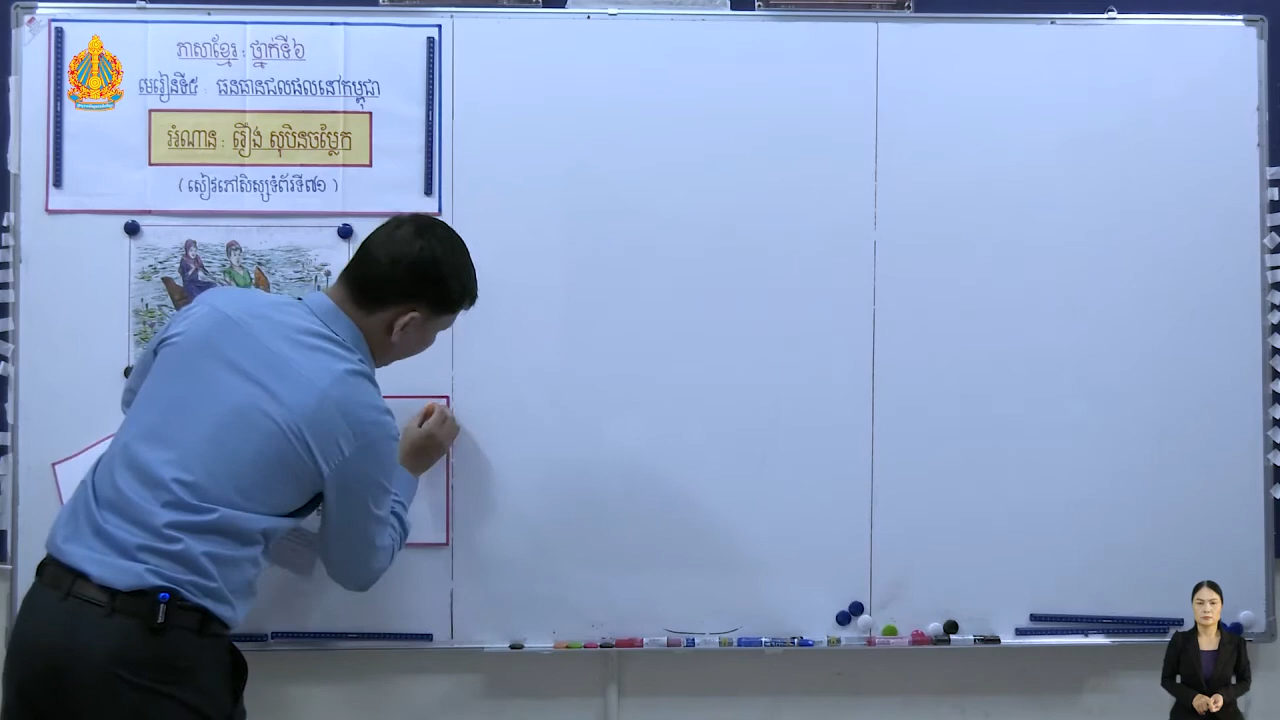 ភាសាខ្មែរ : ថ្នាក់ទី៦
មេរៀនទី៥ : ធនធានជលផលនៅកម្ពុជា
អំណាន : រឿង សុបិនចម្លែក
( សៀវភៅសិស្សទំព័រទី៧១ )